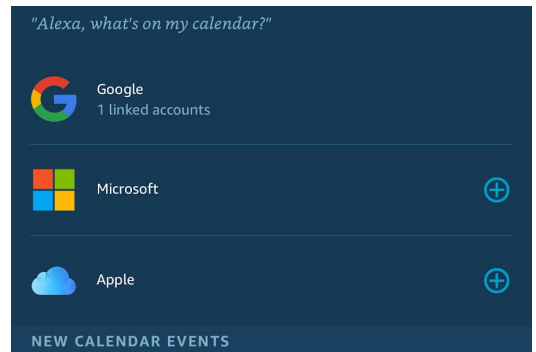 "Alexa, what's on my calendar?"
Google
1 linked accounts
Microsoft
Apple
NEW CALENDAR EVENTS